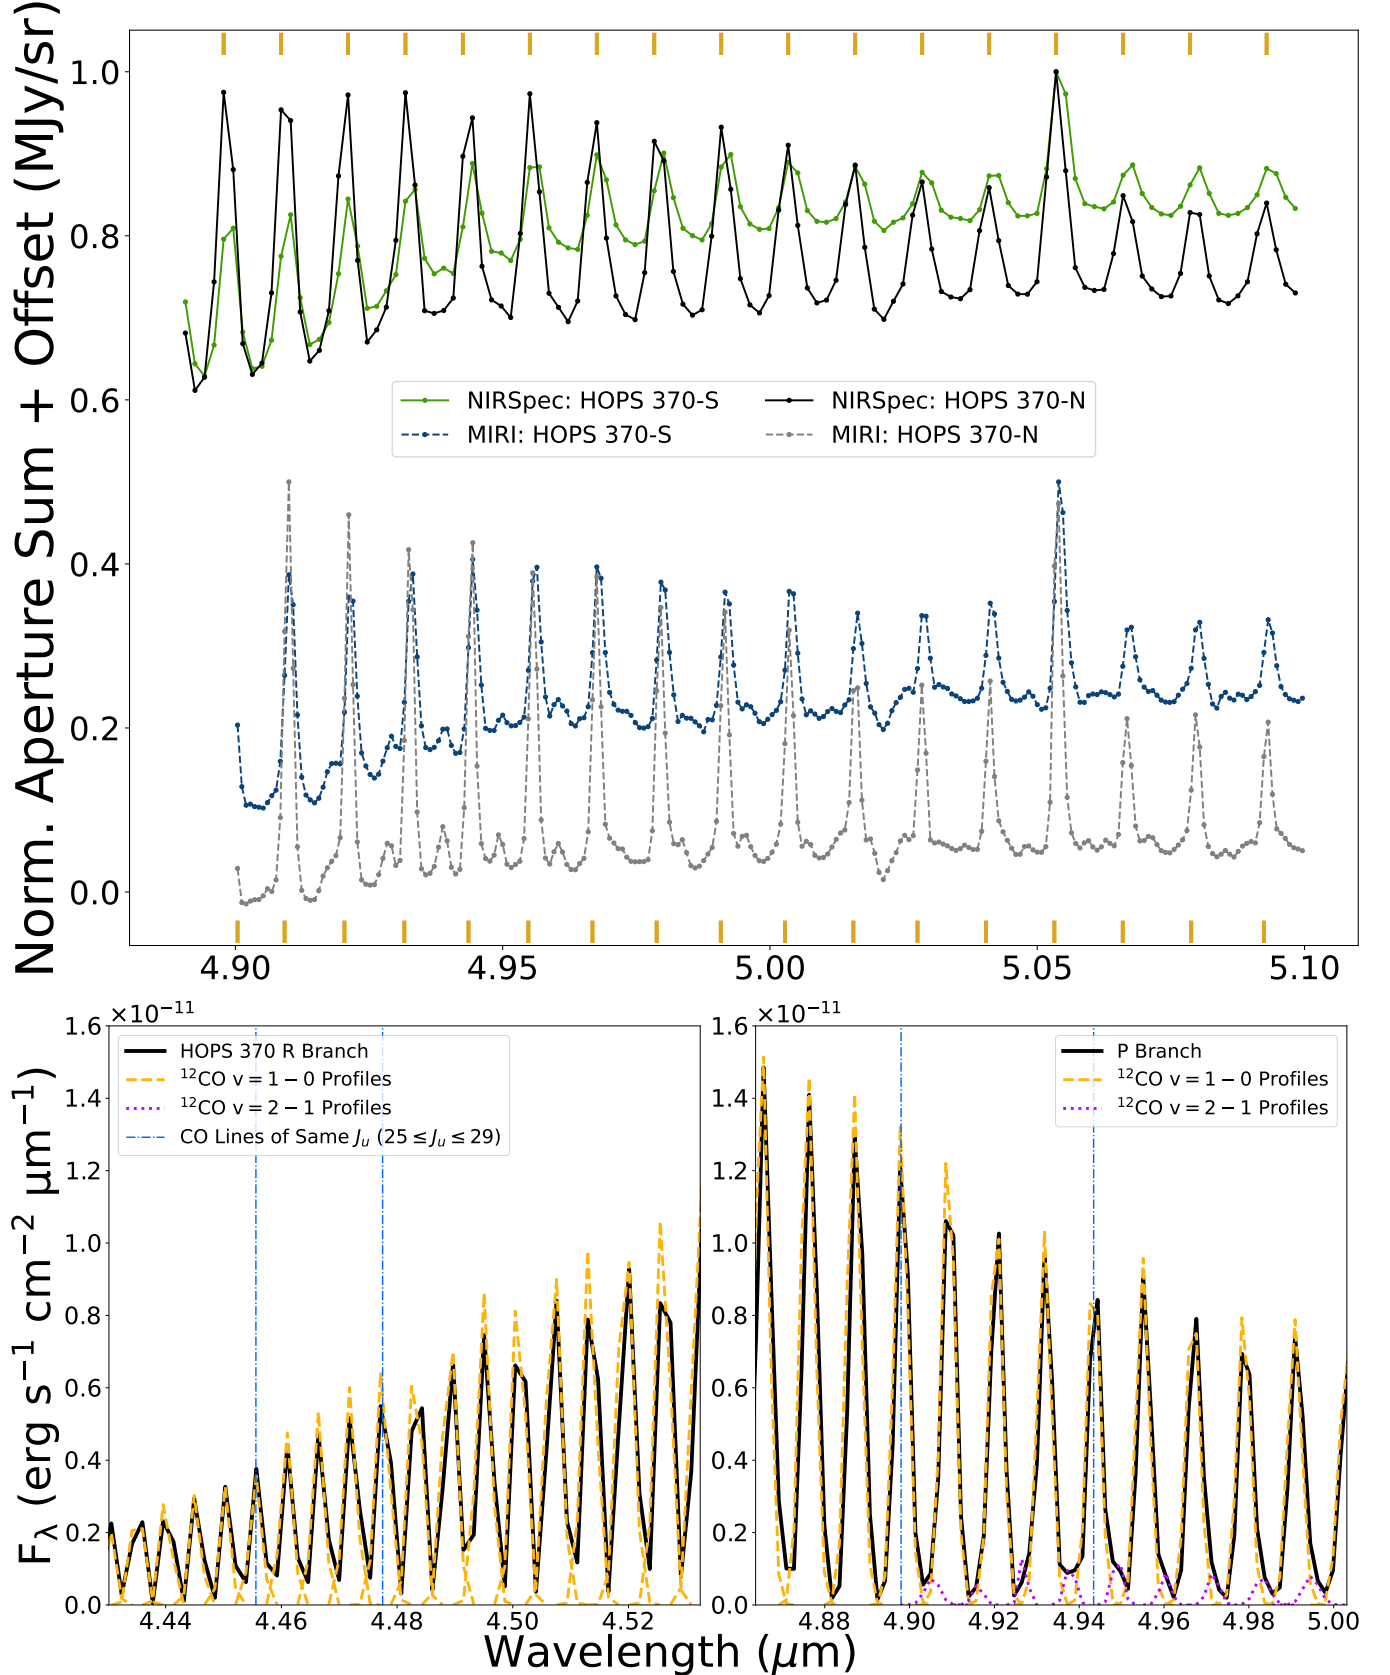 Norm. Aperture Sum + Offset (MJy/sr)
1.0
0.8
0.6
0.4
0.2
0.0
NIRSpec: HOPS 370-S
NIRSpec: HOPS 370-N
MIRI: HOPS 370-S
MIRI: HOPS 370-N
4.90 4.95 5.00 5.05 5.10
×10⁻¹¹
×10⁻¹¹
F_λ (erg s⁻¹ cm⁻² μm⁻¹)
1.6
1.4
1.2
1.0
0.8
0.6
0.4
0.2
0.0
HOPS 370 R Branch
¹²CO v = 1 − 0 Profiles
¹²CO v = 2 − 1 Profiles
CO Lines of Same J_u (25 ≤ J_u ≤ 29)
4.44 4.46 4.48 4.50 4.52
1.6
1.4
1.2
1.0
0.8
0.6
0.4
0.2
0.0
P Branch
¹²CO v = 1 − 0 Profiles
¹²CO v = 2 − 1 Profiles
4.88 4.90 4.92 4.94 4.96 4.98 5.00
Wavelength (μm)